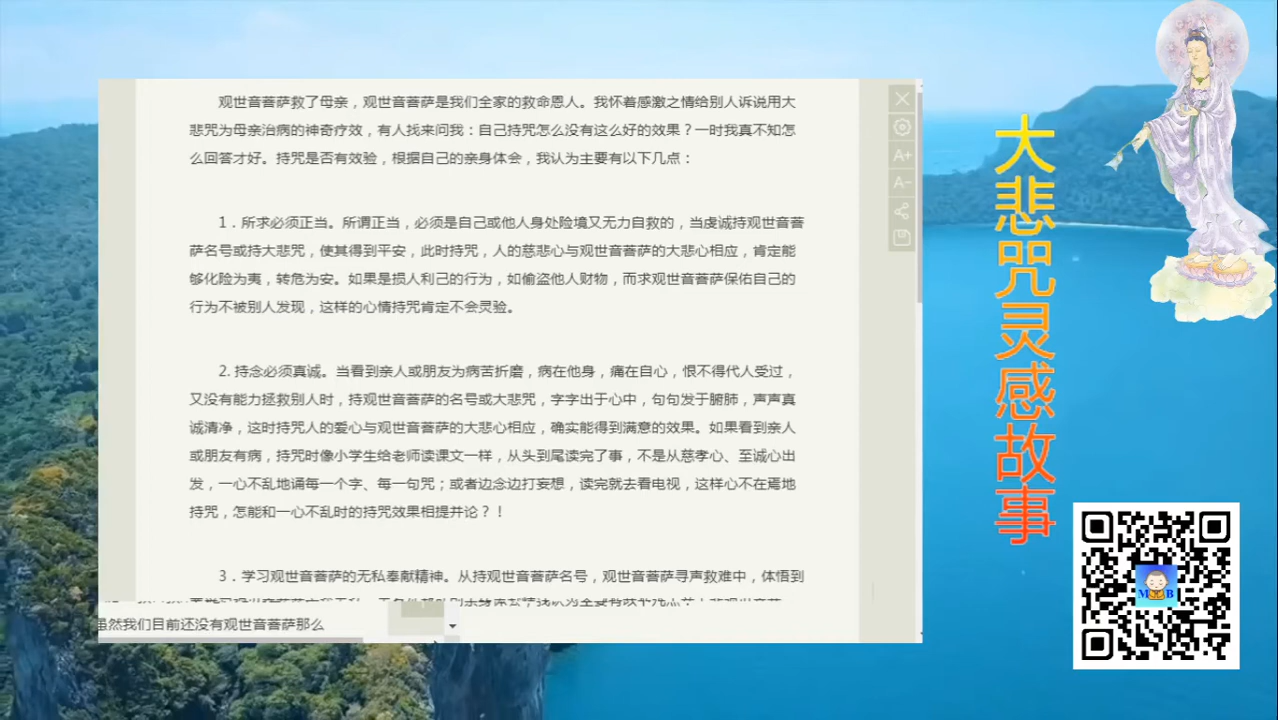 观世音菩萨救了母亲，观世音菩萨是我们全家的救命恩人。我怀着感激之情给别人诉说用大
悲咒为母亲治病的神奇疗效，有人找来问我：自己持咒怎么没有这么好的效果？一时我真不知怎
么回答才好。持咒是否有效验，根据自己的亲身体会，我认为主要有以下几点：
1．所求必须正当。所谓正当，必须是自己或他人身处险境又无力自救的，当虔诚持观世音菩
萨名号或持大悲咒，使其得到平安，此时持咒，人的慈悲心与观世音菩萨的大悲心相应，肯定能
够化险为夷，转危为安。如果是损人利己的行为，如偷盗他人财物，而求观世音菩萨保佑自己的
行为不被别人发现，这样的心情持咒肯定不会灵验。
2. 持念必须真诚。当看到亲人或朋友为病苦折磨，病在他身，痛在自心，恨不得代人受过，
又没有能力拯救别人时，持观世音菩萨的名号或大悲咒，字字出于心中，句句发于腑肺，声声真
诚清净，这时持咒人的爱心与观世音菩萨的大悲心相应，确实能得到满意的效果。如果看到亲人
或朋友有病，持咒时像小学生给老师读课文一样，从头到尾读完了事，不是从慈孝心、至诚心出
发，一心不乱地诵每一个字、每一句咒；或者边念边打妄想，读完就去看电视，这样心不在焉地
持咒，怎能和一心不乱时的持咒效果相提并论？！
3．学习观世音菩萨的无私奉献精神。从持观世音菩萨名号，观世音菩萨寻声救难中，体悟到
虽然我们目前还没有观世音菩萨那么
A+
A-
大悲咒灵感故事
M B